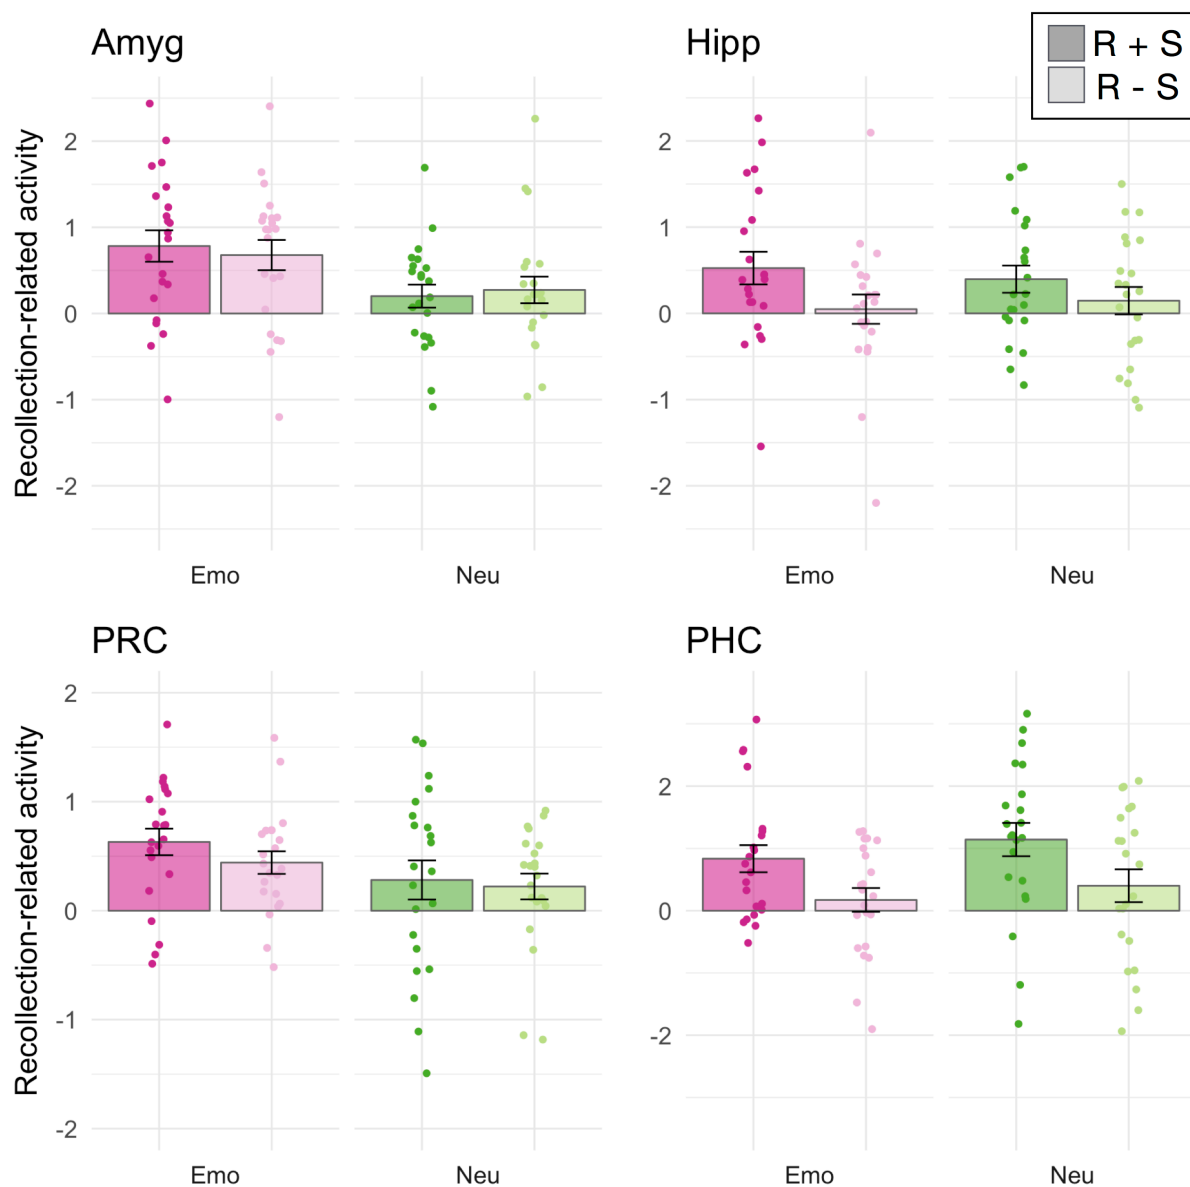 Amyg
Hipp
R + S
R - S
Recollection-related activity
2
1
0
-1
-2
Emo
Neu
2
1
0
-1
-2
Emo
Neu
PRC
PHC
Recollection-related activity
2
1
0
-1
-2
Emo
Neu
2
0
-2
Emo
Neu